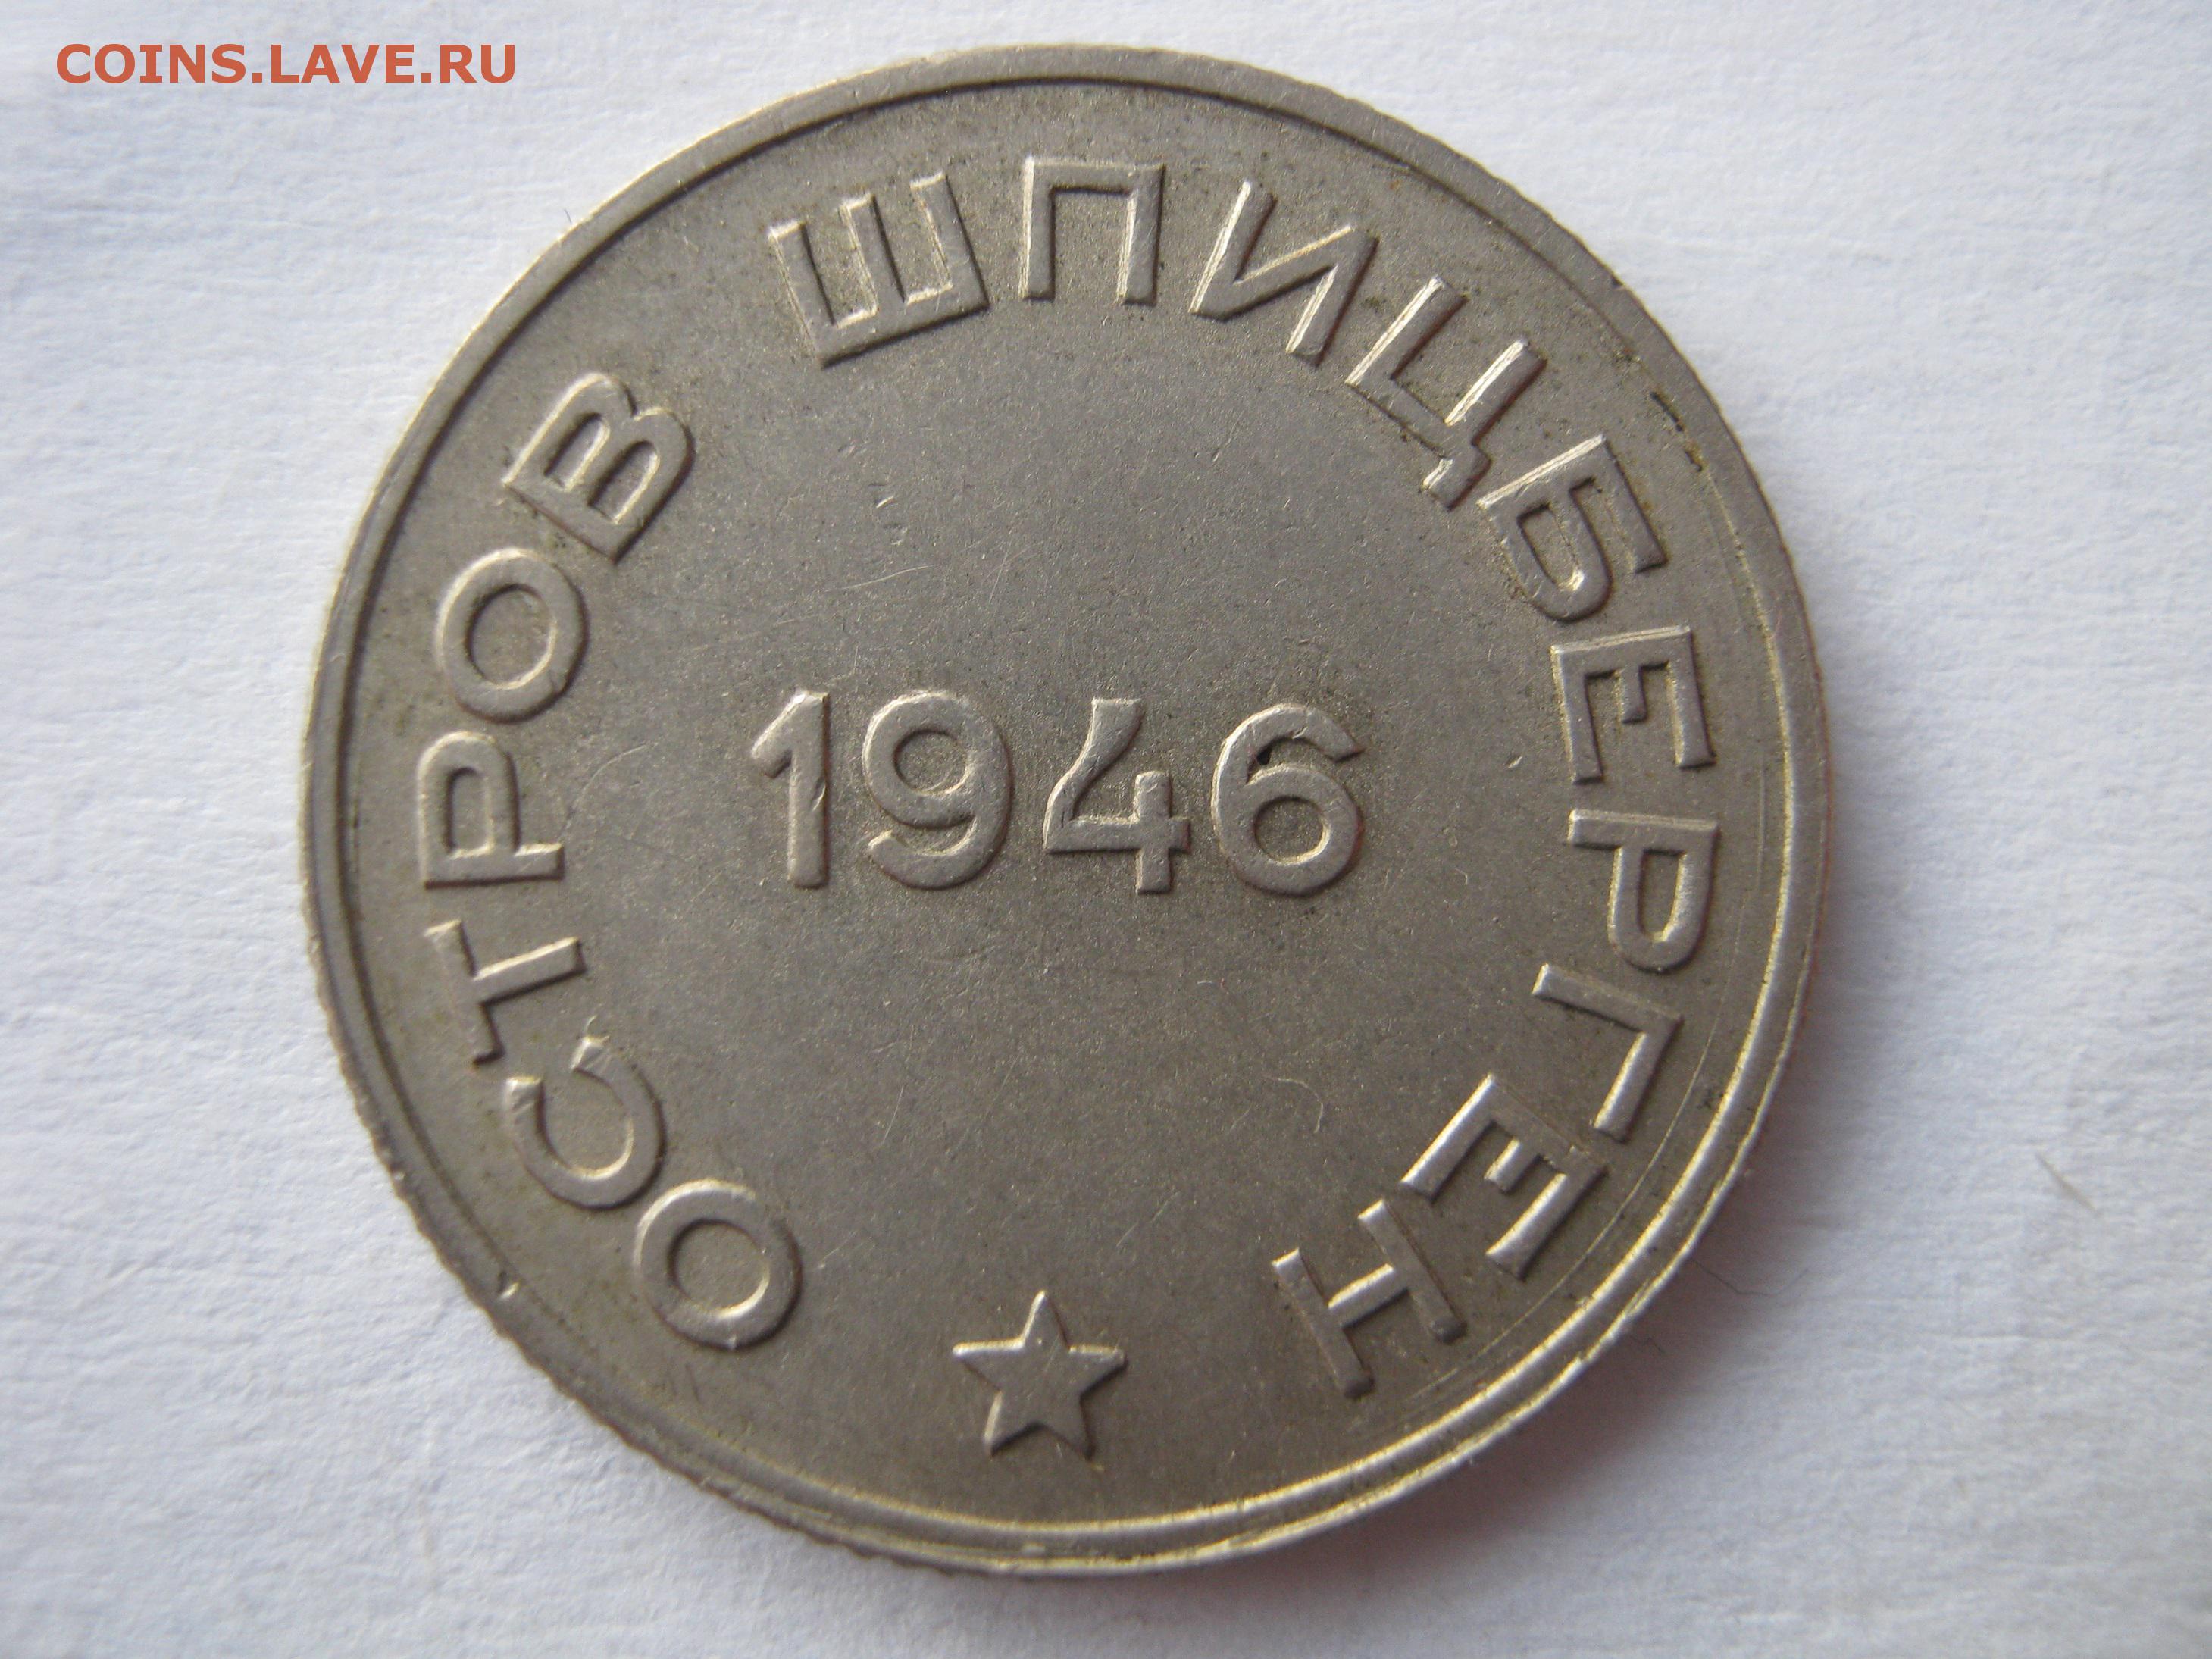 COINS.LAVE.RU
ОСТРОВ ШПИЦБЕРГЕН
1946